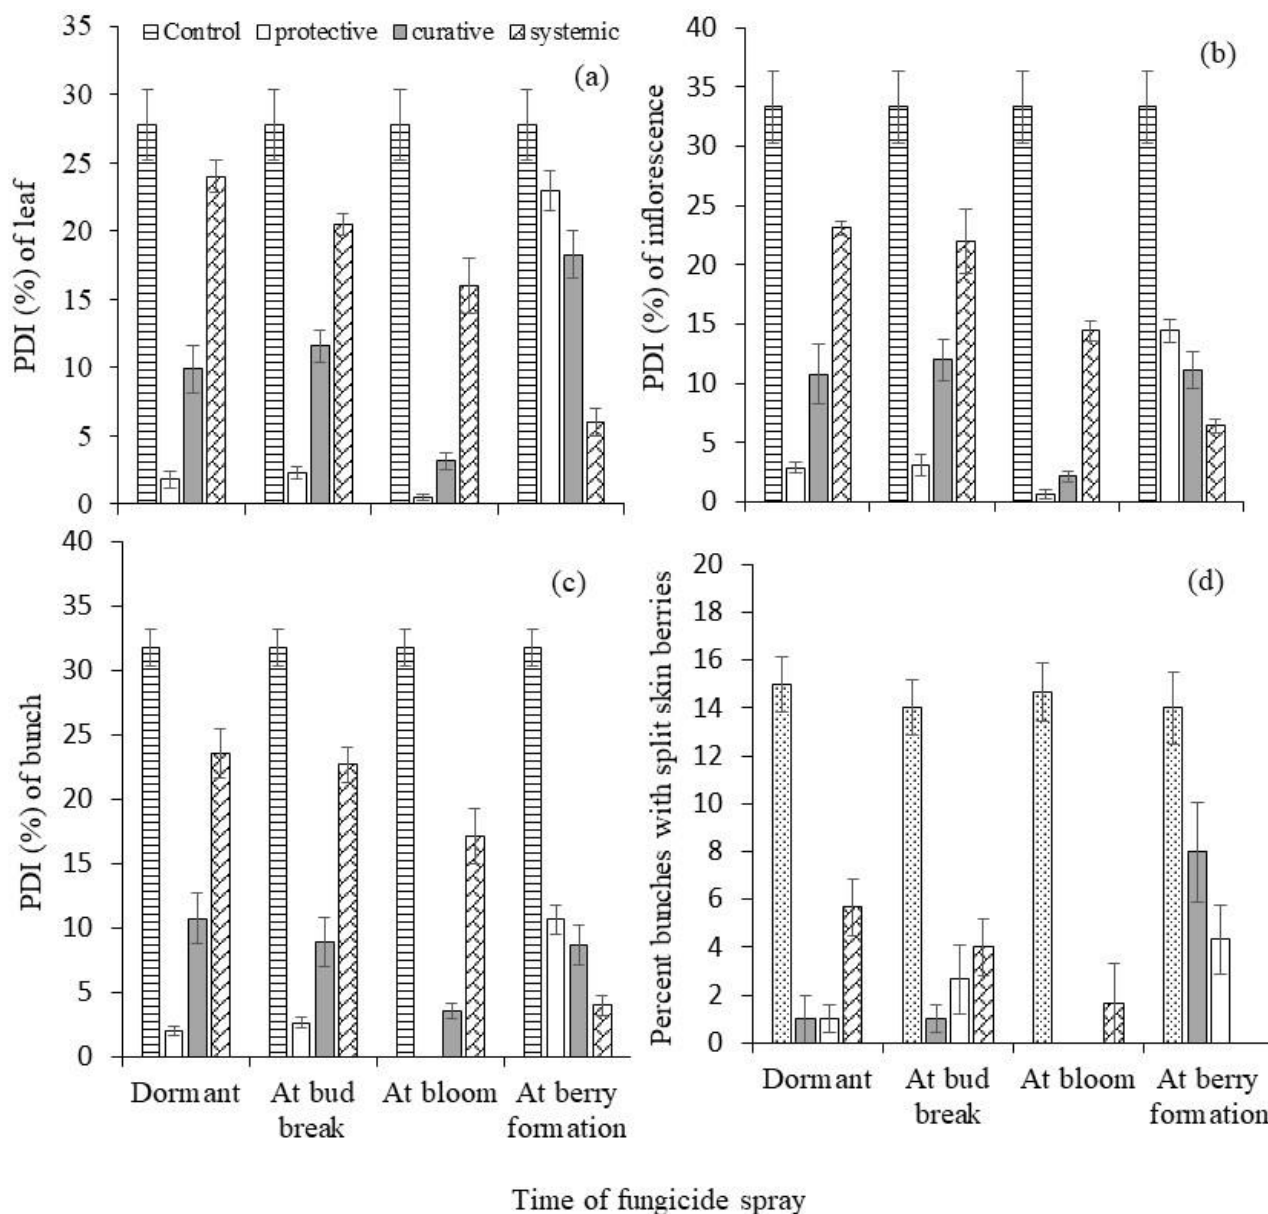 Control protective curative systemic
(a)
35
30
25
20
15
10
5
0
PDI (%) of leaf
(b)
40
35
30
25
20
15
10
5
0
PDI (%) of inflorescence
(c)
40
35
30
25
20
15
10
5
0
PDI (%) of bunch
Dormant At bud At bloom At berry
break formation
(d)
20
18
16
14
12
10
8
6
4
2
0
Percent bunches with split skin berries
Dormant At bud At bloom At berry
break formation
Time of fungicide spray